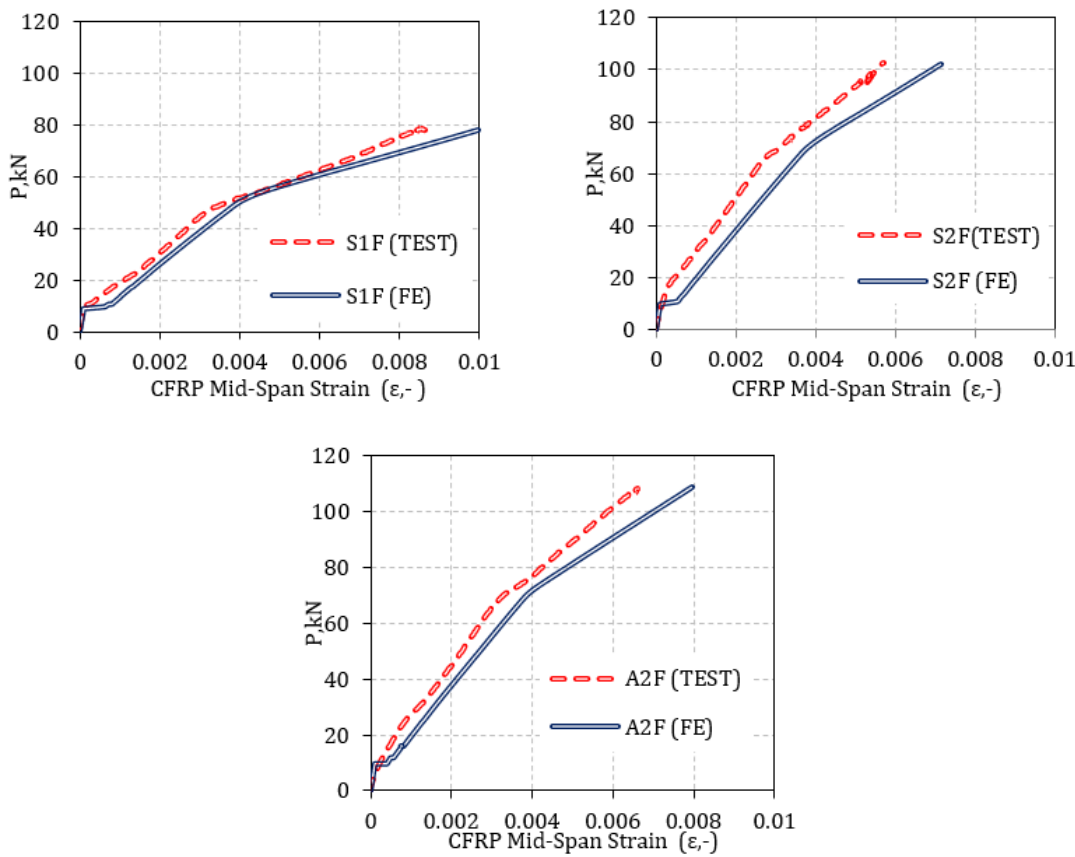 120
100
80
60
40
20
0
P,kN
S1F (TEST)
S1F (FE)
0 0.002 0.004 0.006 0.008 0.01
CFRP Mid-Span Strain (ε,-)
120
100
80
60
40
20
0
P,kN
S2F(TEST)
S2F (FE)
0 0.002 0.004 0.006 0.008 0.01
CFRP Mid-Span Strain (ε,-)
120
100
80
60
40
20
0
P,kN
A2F (TEST)
A2F (FE)
0 0.002 0.004 0.006 0.008 0.01
CFRP Mid-Span Strain (ε,-)